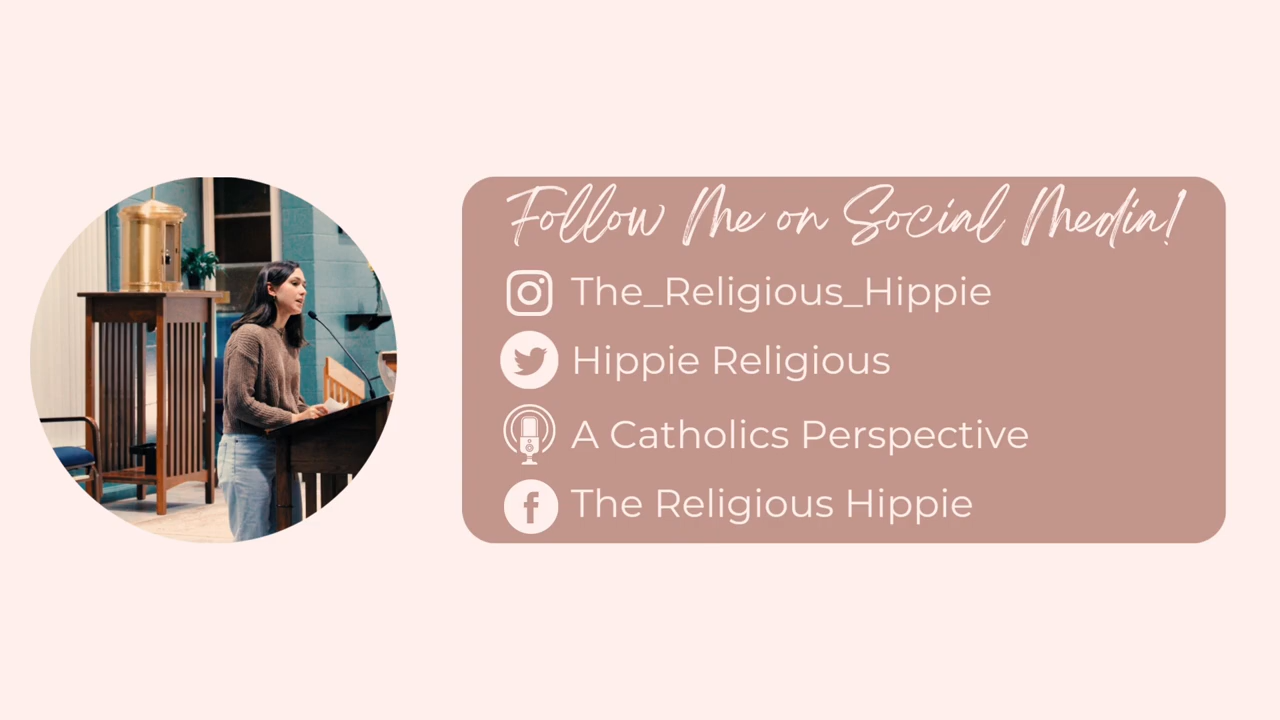 Follow Me on Social Media!
The_Religious_Hippie
Hippie Religious
A Catholics Perspective
The Religious Hippie